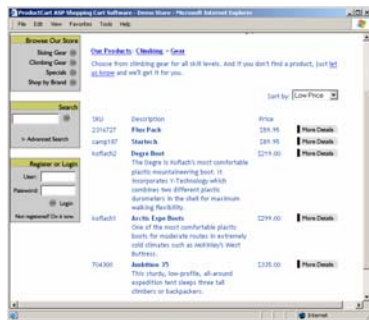 ProductCart ASP Shopping Cart Software - Demo Store - Microsoft Internet Explorer
File Edit View Favorites Tools Help
Browse Our Store
Skiing Gear
Climbing Gear
Specials
Shop by Brand
Search
> Advanced Search
Register or Login
User:
Password:
Login
Not registered? Do it now.
Our Products: Climbing - Gear
Choose from climbing gear for all skill levels. And if you don't find a product, just let
us know and we'll get it for you.
Sort by: Low Price
SKU Description Price
2316727 Flex Pack $89.95 More Details
camp187 Startech $89.95 More Details
koflach2 Degre Boot $219.00 More Details
The Degre is Koflach's most comfortable
plastic mountaineering boot. It
incorporates V-Technology which
combines two different plastic
durometers in the shell for maximum
walking flexibility.
koflach1 Arctis Expe Boots $299.00 More Details
One of the most comfortable plastic
boots for moderate routes in extremely
cold climates such as McKinley's West
Buttress.
704300 Ambition 35 $335.00 More Details
This sturdy, low-profile, all-around
expedition tent sleeps three tall
climbers or backpackers.
Internet